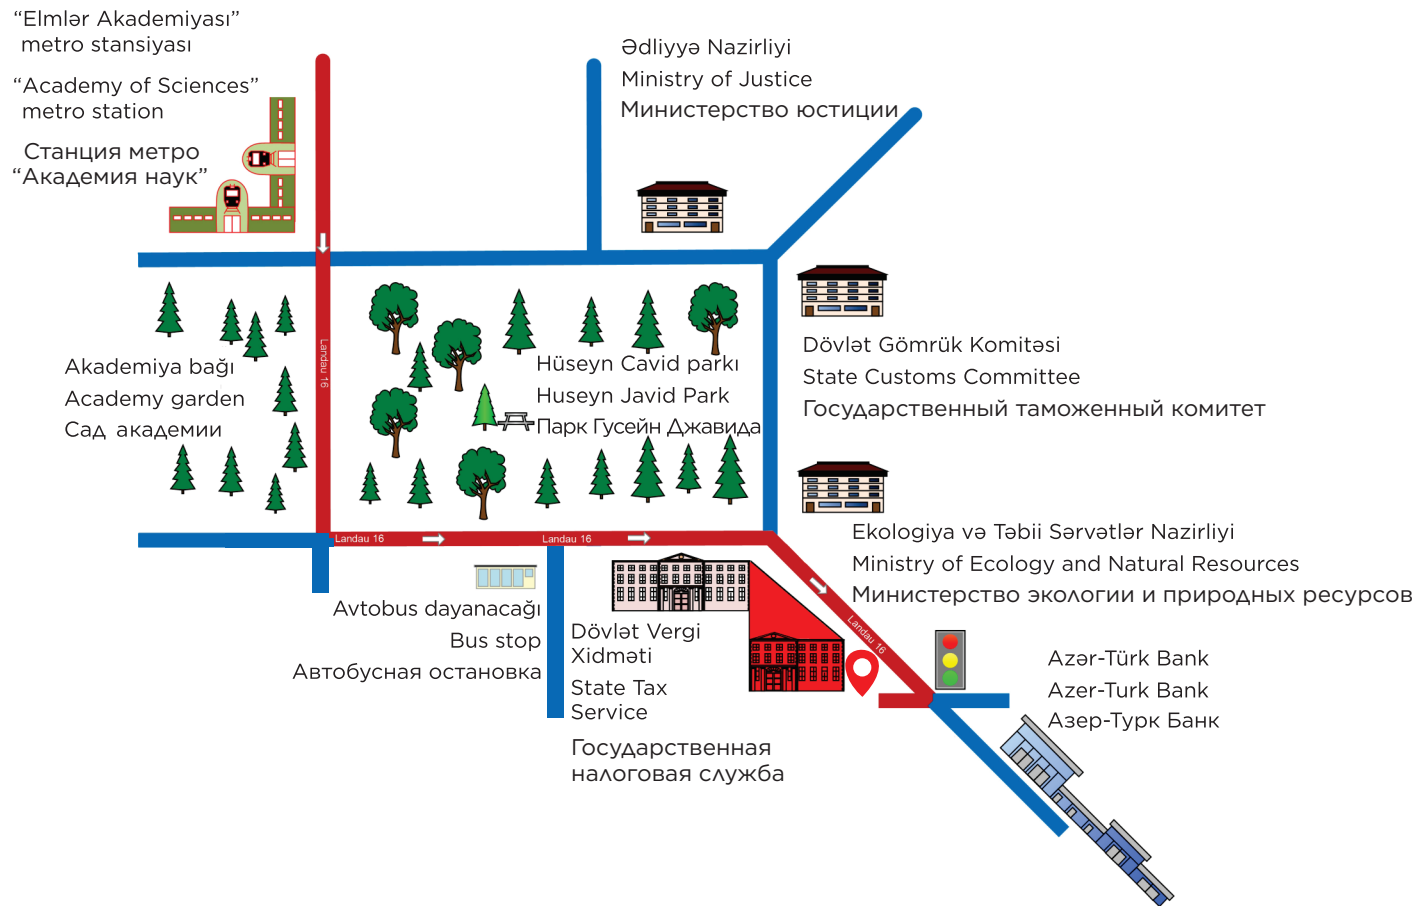 “Elmlər Akademiyası”
metro stansiyası
“Academy of Sciences”
metro station
Станция метро
“Академия наук”
Ədliyyə Nazirliyi
Ministry of Justice
Министерство юстиции
Akademiya bağı
Academy garden
Сад академии
Landau 16
Hüseyn Cavid parkı
Huseyn Javid Park
Парк Гусейн Джавида
Dövlət Gömrük Komitəsi
State Customs Committee
Государственный таможенный комитет
Landau 16
Landau 16
Ekologiya və Təbii Sərvətlər Nazirliyi
Ministry of Ecology and Natural Resources
Министерство экологии и природных ресурсов
Avtobus dayanacağı
Bus stop
Автобусная остановка
Dövlət Vergi
Xidməti
State Tax
Service
Государственная
налоговая служба
Landau 16
Azər-Türk Bank
Azer-Turk Bank
Азер-Турк Банк